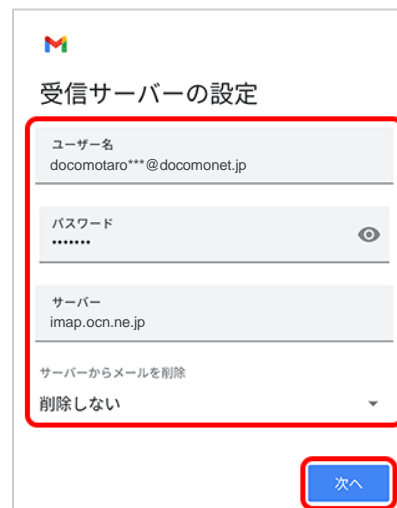 受信サーバーの設定
ユーザー名
docomotaro***@docomonet.jp
パスワード
•••••••
サーバー
imap.ocn.ne.jp
サーバーからメールを削除
削除しない
次へ